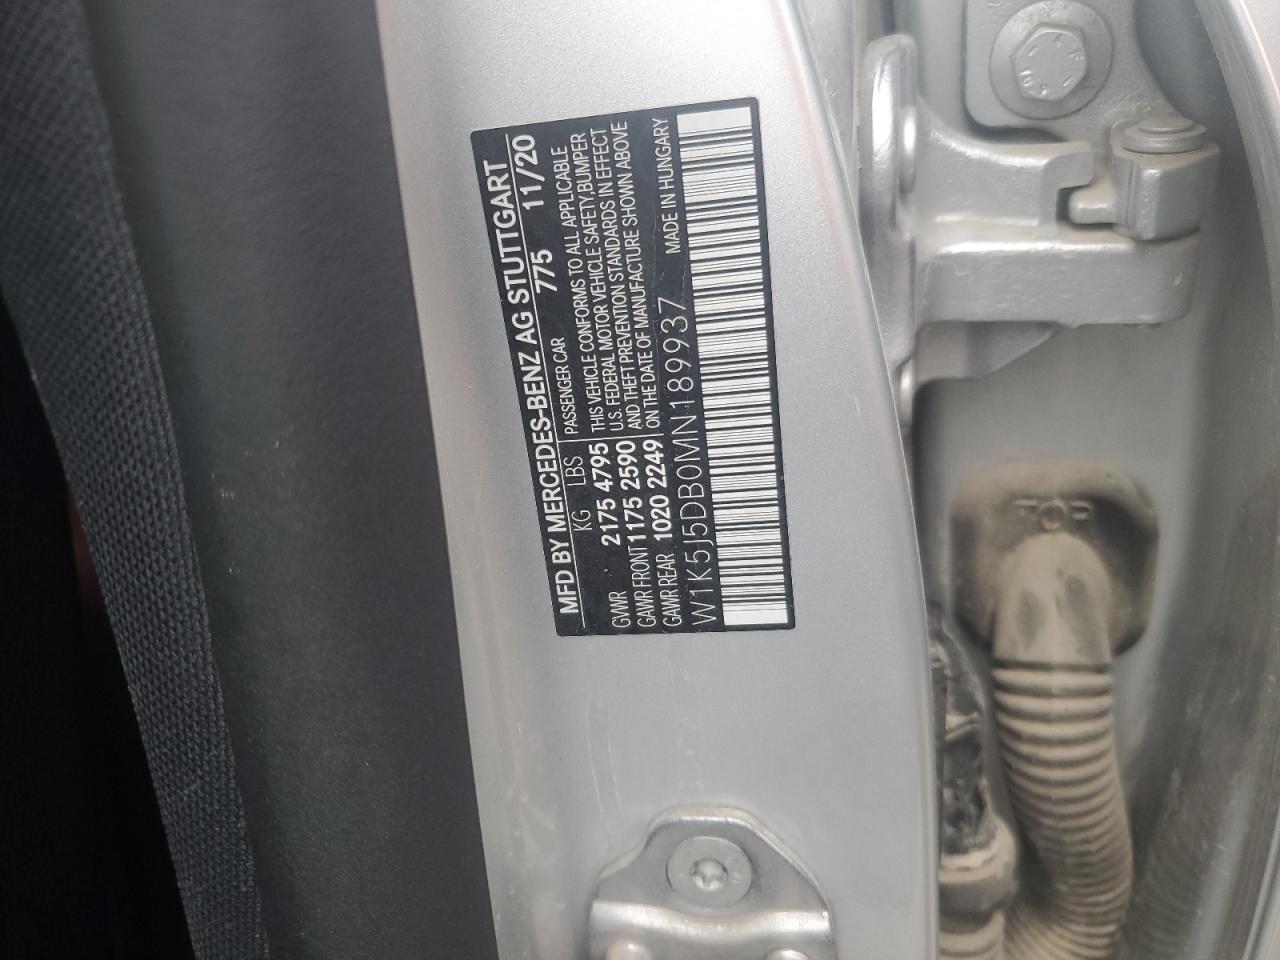 MFD BY MERCEDES-BENZ AG STUTTGART
KG LBS 775 11/20
PASSENGER CAR
GVWR 2175 4795
GAWR FRONT 1175 2590
GAWR REAR 1020 2249
THIS VEHICLE CONFORMS TO ALL APPLICABLE
U.S. FEDERAL MOTOR VEHICLE SAFETY,BUMPER
AND THEFT PREVENTION STANDARDS IN EFFECT
ON THE DATE OF MANUFACTURE SHOWN ABOVE
W1K5J5DB0MN189937 MADE IN HUNGARY
TOP